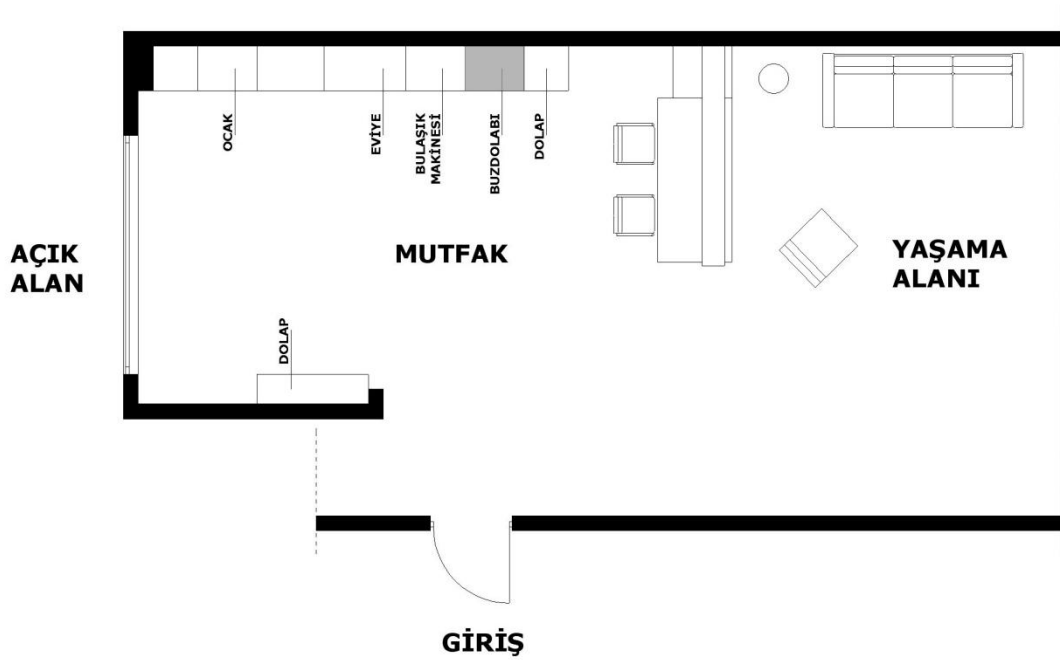 OCAK
EVİYE
BULAŞIK
MAKİNESİ
BUZDOLABI
DOLAP
AÇIK
ALAN
MUTFAK
YAŞAMA
ALANI
DOLAP
GİRİŞ